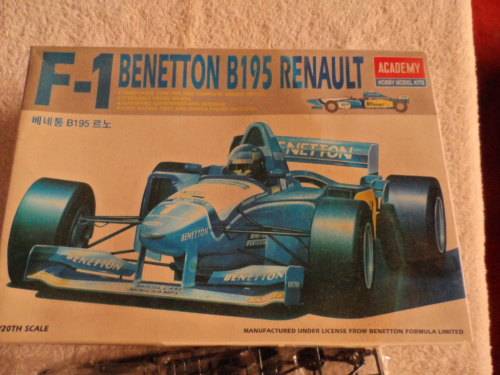 F-1 BENETTON B195 RENAULT
ACADEMY
HOBBY MODEL KITS
베네통 B195 르노
BENETTON
BENETTON
BENETTON
/20TH SCALE
MANUFACTURED UNDER LICENSE FROM BENETTON FORMULA LIMITED